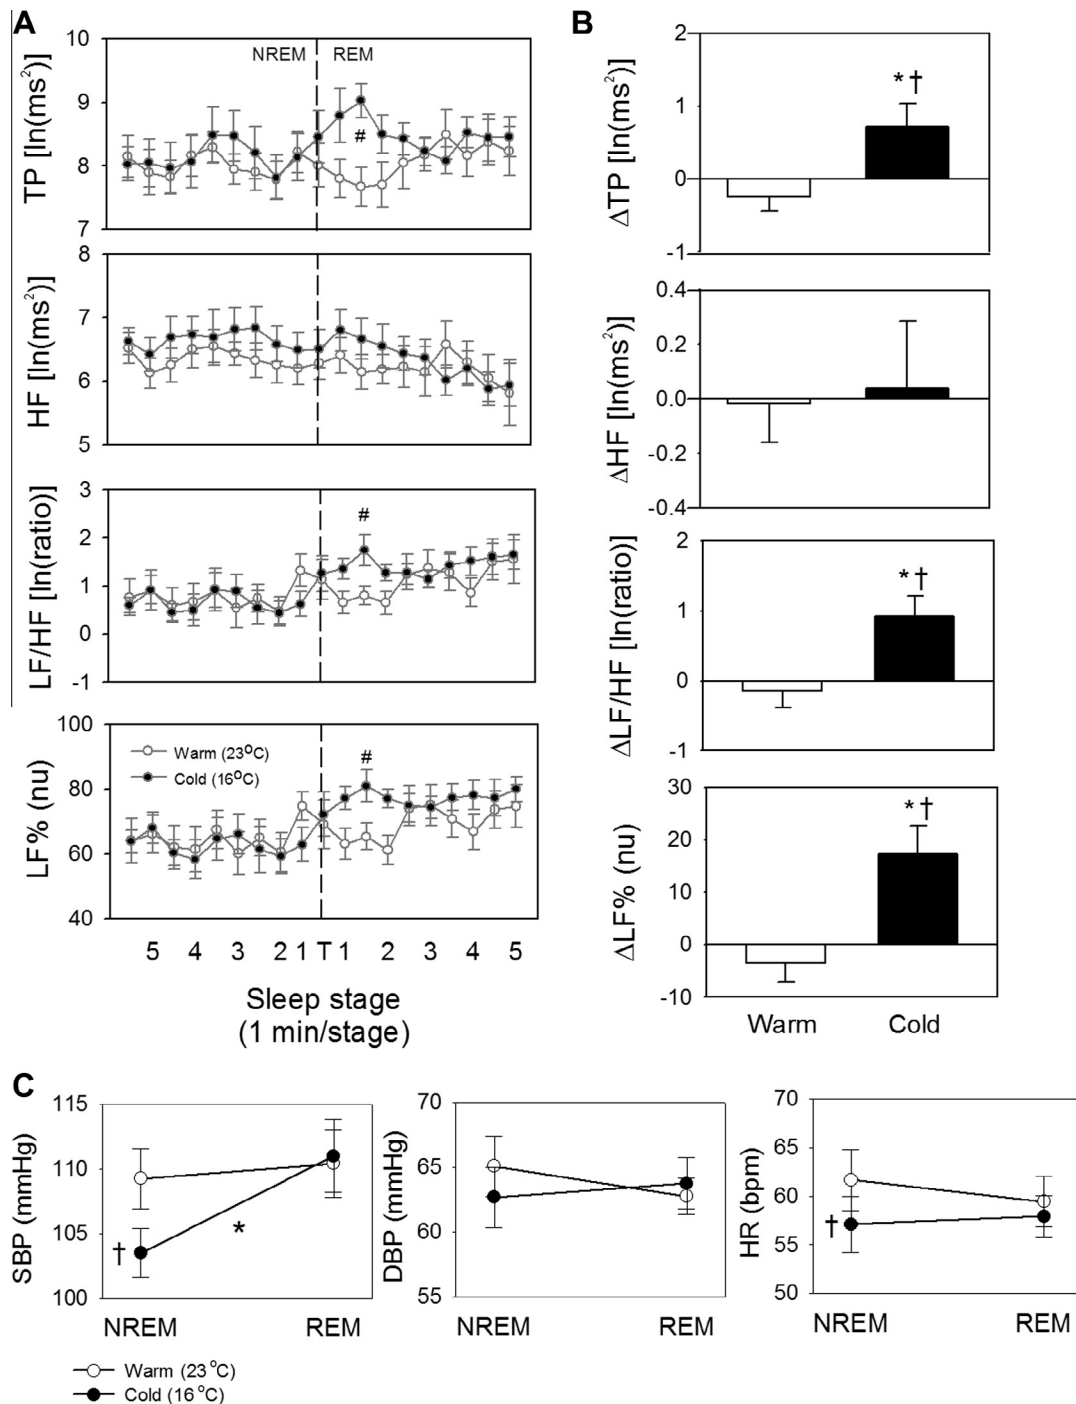 A
TP [ln(ms²)]
10
9
8
7
NREM
REM
#
HF [ln(ms²)]
8
7
6
5
LF/HF [ln(ratio)]
3
2
1
0
-1
#
LF% (nu)
100
80
60
40
Warm (23°C)
Cold (16°C)
#
5 4 3 2 1 T 1 2 3 4 5
Sleep stage
(1 min/stage)
B
ΔTP [ln(ms²)]
2
1
0
-1
* †
ΔHF [ln(ms²)]
0.4
0.2
0.0
-0.2
-0.4
ΔLF/HF [ln(ratio)]
2
1
0
-1
* †
ΔLF% (nu)
30
20
10
0
-10
* †
Warm Cold
C
SBP (mmHg)
115
110
105
100
†
*
NREM REM
DBP (mmHg)
70
65
60
55
NREM REM
HR (bpm)
70
65
60
55
50
†
NREM REM
Warm (23 °C)
Cold (16 °C)